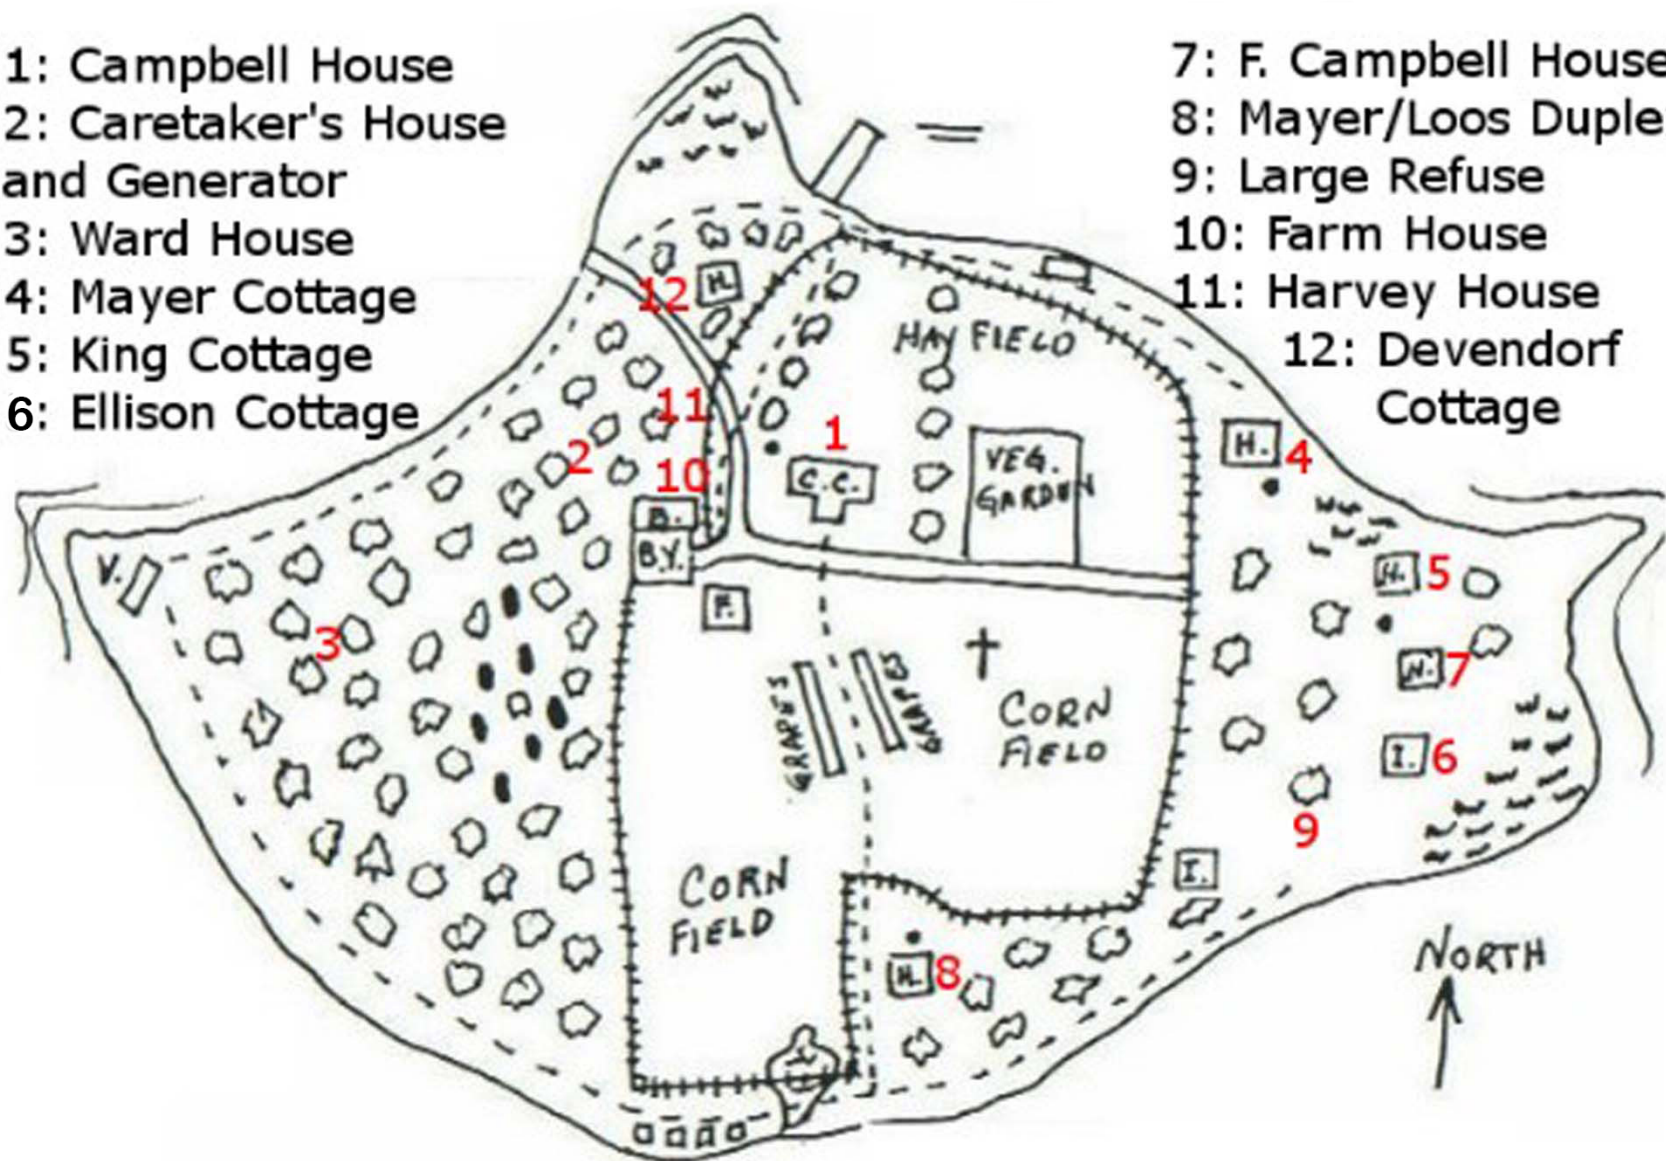 1: Campbell House
2: Caretaker's House
and Generator
3: Ward House
4: Mayer Cottage
5: King Cottage
6: Ellison Cottage
7: F. Campbell House
8: Mayer/Loos Duple
9: Large Refuse
10: Farm House
11: Harvey House
12: Devendorf
Cottage
12
H.
HAY FIELD
11
1
2
10
C.C.
VEG.
GARDEN
H. 4
B.
B.Y.
V.
F.
H. 5
3
7
GRAPES
GRAPES
CORN
FIELD
I. 6
9
I.
CORN
FIELD
H. 8
NORTH